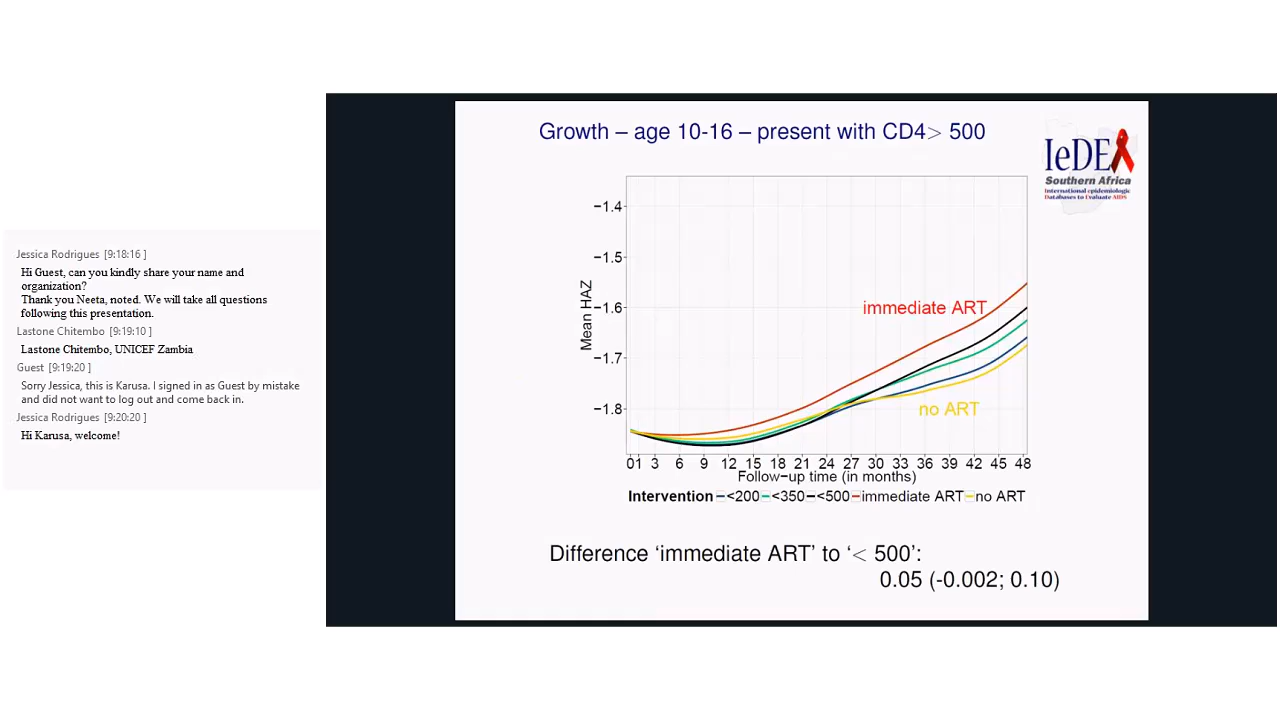 Jessica Rodrigues [9:18:16 ]
Hi Guest, can you kindly share your name and
organization?
Thank you Neeta, noted. We will take all questions
following this presentation.
Lastone Chitembo [9:19:10 ]
Lastone Chitembo, UNICEF Zambia
Guest [9:19:20 ]
Sorry Jessica, this is Karusa. I signed in as Guest by mistake
and did not want to log out and come back in.
Jessica Rodrigues [9:20:20 ]
Hi Karusa, welcome!
Growth – age 10-16 – present with CD4> 500
IeDEA
Southern Africa
International epidemiologic
Databases to Evaluate AIDS
−1.4
−1.5
−1.6
−1.7
−1.8
Mean HAZ
immediate ART
no ART
0 1 3 6 9 12 15 18 21 24 27 30 33 36 39 42 45 48
Follow−up time (in months)
Intervention <200 <350 <500 immediate ART no ART
Difference ‘immediate ART’ to ‘< 500’:
0.05 (-0.002; 0.10)